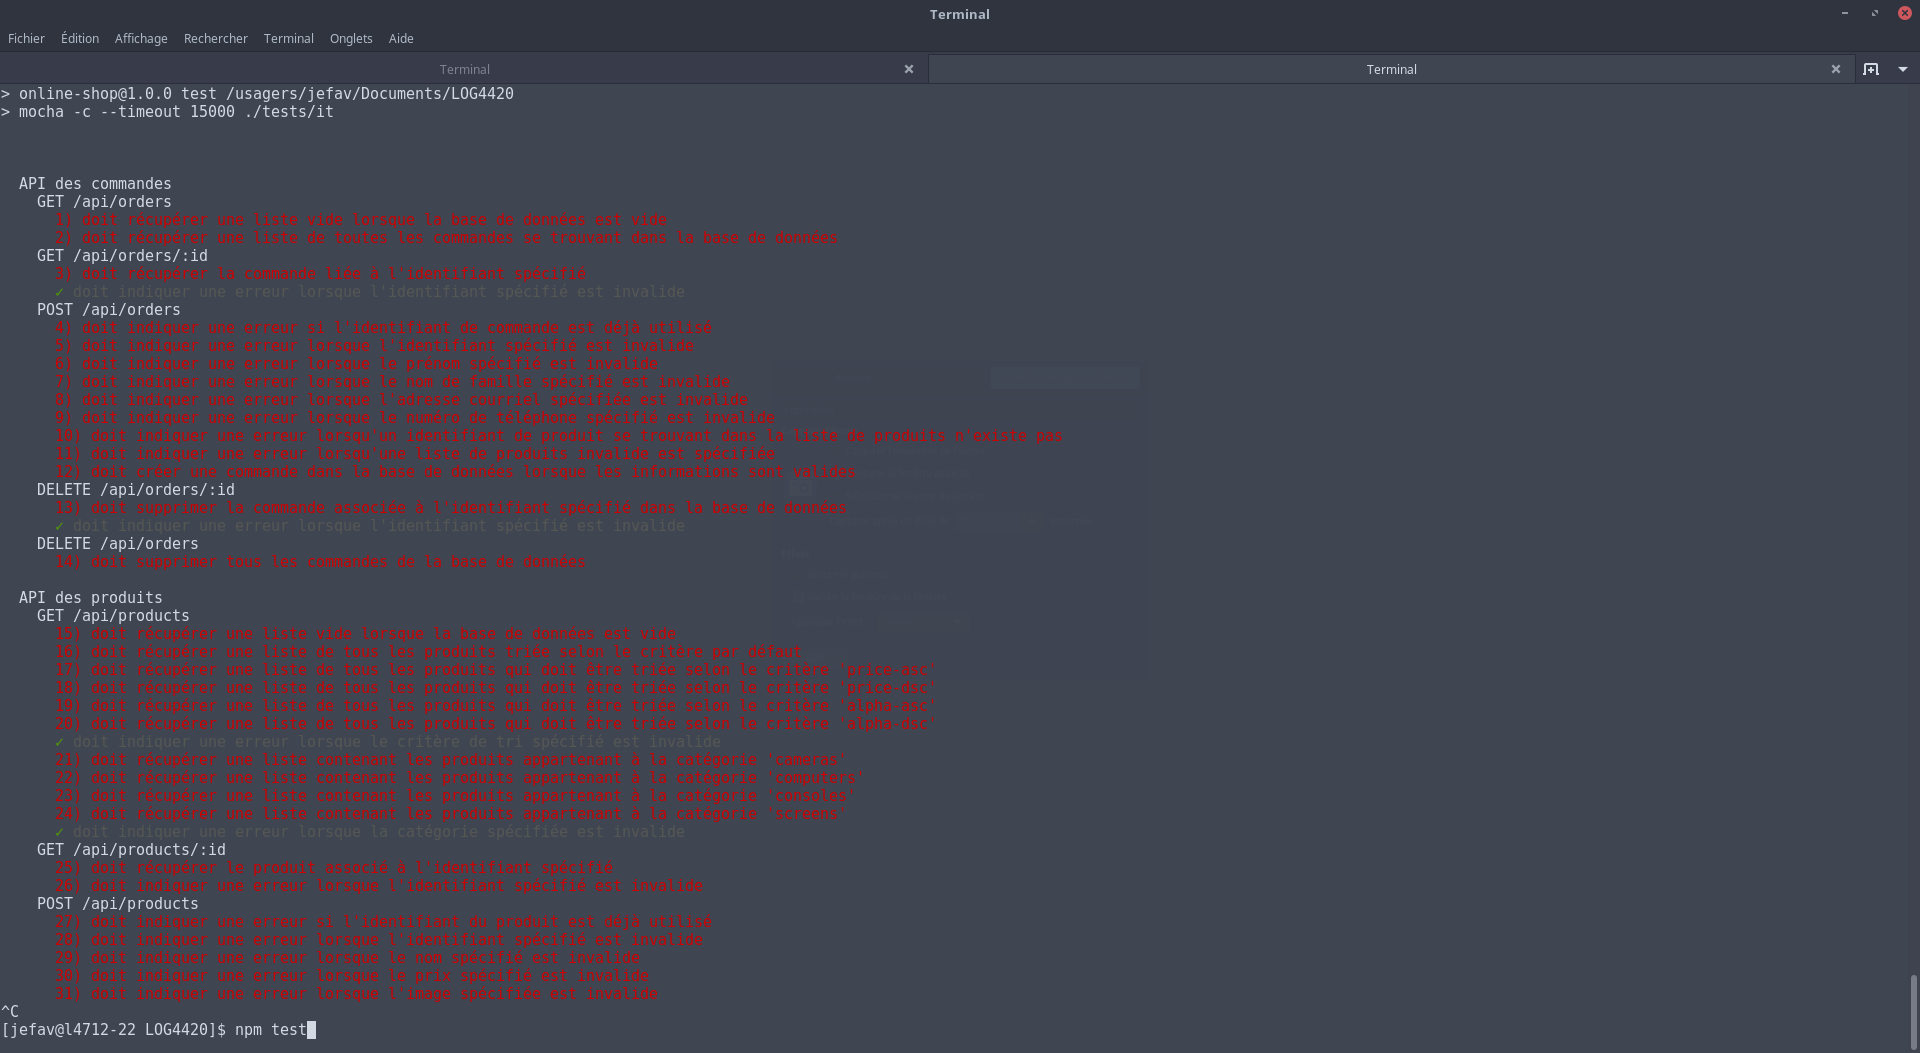 Terminal
Fichier Édition Affichage Rechercher Terminal Onglets Aide
Terminal Terminal
> online-shop@1.0.0 test /usagers/jefav/Documents/LOG4420
> mocha -c --timeout 15000 ./tests/it
API des commandes
GET /api/orders
1) doit récupérer une liste vide lorsque la base de données est vide
2) doit récupérer une liste de toutes les commandes se trouvant dans la base de données
GET /api/orders/:id
3) doit récupérer la commande liée à l'identifiant spécifié
✓ doit indiquer une erreur lorsque l'identifiant spécifié est invalide
POST /api/orders
4) doit indiquer une erreur si l'identifiant de commande est déjà utilisé
5) doit indiquer une erreur lorsque l'identifiant spécifié est invalide
6) doit indiquer une erreur lorsque le prénom spécifié est invalide
7) doit indiquer une erreur lorsque le nom de famille spécifié est invalide
8) doit indiquer une erreur lorsque l'adresse courriel spécifiée est invalide
9) doit indiquer une erreur lorsque le numéro de téléphone spécifié est invalide
10) doit indiquer une erreur lorsqu'un identifiant de produit se trouvant dans la liste de produits n'existe pas
11) doit indiquer une erreur lorsqu'une liste de produits invalide est spécifiée
12) doit créer une commande dans la base de données lorsque les informations sont valides
DELETE /api/orders/:id
13) doit supprimer la commande associée à l'identifiant spécifié dans la base de données
✓ doit indiquer une erreur lorsque l'identifiant spécifié est invalide
DELETE /api/orders
14) doit supprimer tous les commandes de la base de données
API des produits
GET /api/products
15) doit récupérer une liste vide lorsque la base de données est vide
16) doit récupérer une liste de tous les produits triée selon le critère par défaut
17) doit récupérer une liste de tous les produits qui doit être triée selon le critère 'price-asc'
18) doit récupérer une liste de tous les produits qui doit être triée selon le critère 'price-dsc'
19) doit récupérer une liste de tous les produits qui doit être triée selon le critère 'alpha-asc'
20) doit récupérer une liste de tous les produits qui doit être triée selon le critère 'alpha-dsc'
✓ doit indiquer une erreur lorsque le critère de tri spécifié est invalide
21) doit récupérer une liste contenant les produits appartenant à la catégorie 'cameras'
22) doit récupérer une liste contenant les produits appartenant à la catégorie 'computers'
23) doit récupérer une liste contenant les produits appartenant à la catégorie 'consoles'
24) doit récupérer une liste contenant les produits appartenant à la catégorie 'screens'
✓ doit indiquer une erreur lorsque la catégorie spécifiée est invalide
GET /api/products/:id
25) doit récupérer le produit associé à l'identifiant spécifié
26) doit indiquer une erreur lorsque l'identifiant spécifié est invalide
POST /api/products
27) doit indiquer une erreur si l'identifiant du produit est déjà utilisé
28) doit indiquer une erreur lorsque l'identifiant spécifié est invalide
29) doit indiquer une erreur lorsque le nom spécifié est invalide
30) doit indiquer une erreur lorsque le prix spécifié est invalide
31) doit indiquer une erreur lorsque l'image spécifiée est invalide
^C
[jefav@l4712-22 LOG4420]$ npm test